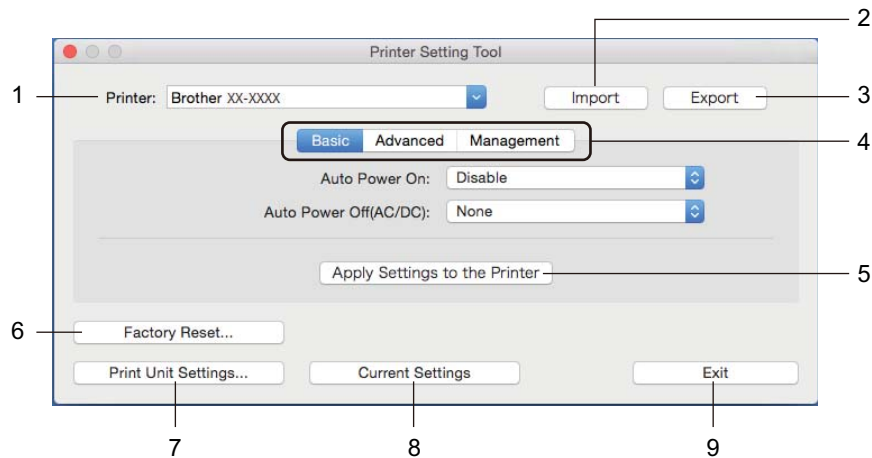 2
Printer Setting Tool
1 Printer: Brother XX-XXXX Import Export 3
Basic Advanced Management 4
Auto Power On: Disable
Auto Power Off(AC/DC): None
Apply Settings to the Printer 5
6 Factory Reset...
Print Unit Settings... Current Settings Exit
7 8 9